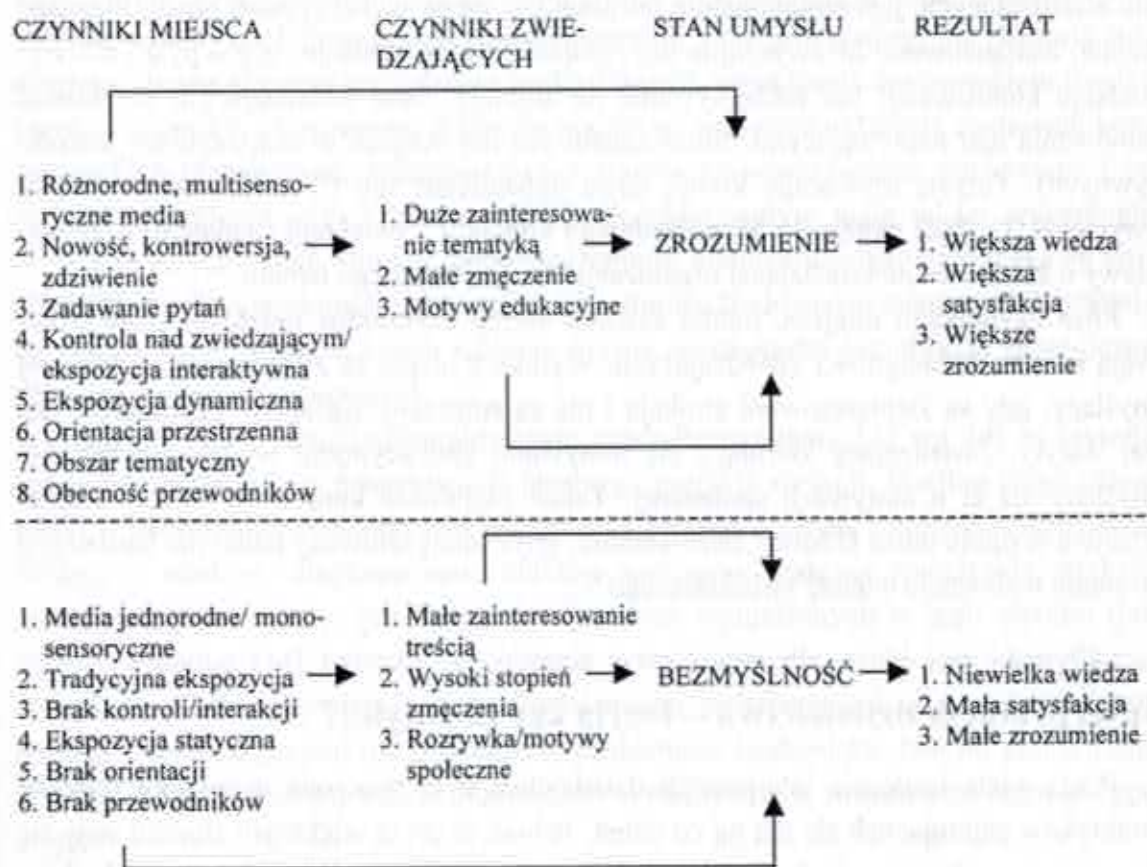 CZYNNIKI MIEJSCA
CZYNNIKI ZWIE-
DZAJĄCYCH
STAN UMYSŁU
REZULTAT
1. Różnorodne, multisenso-
ryczne media
2. Nowość, kontrowersja,
zdziwienie
3. Zadawanie pytań
4. Kontrola nad zwiedzającym/
ekspozycja interaktywna
5. Ekspozycja dynamiczna
6. Orientacja przestrzenna
7. Obszar tematyczny
8. Obecność przewodników
1. Duże zainteresowa-
nie tematyką
2. Małe zmęczenie
3. Motywy edukacyjne
ZROZUMIENIE
1. Większa wiedza
2. Większa
satysfakcja
3. Większe
zrozumienie
1. Media jednorodne/ mono-
sensoryczne
2. Tradycyjna ekspozycja
3. Brak kontroli/interakcji
4. Ekspozycja statyczna
5. Brak orientacji
6. Brak przewodników
1. Małe zainteresowanie
treścią
2. Wysoki stopień
zmęczenia
3. Rozrywka/motywy
społeczne
BEZMYŚLNOŚĆ
1. Niewielka wiedza
2. Mała satysfakcja
3. Małe zrozumienie